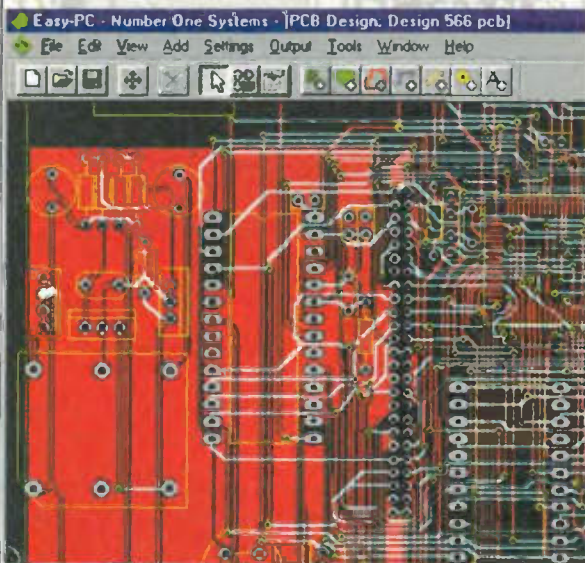 Easy-PC - Number One Systems - [PCB Design, Design 566 pcb]
File Edit View Add Settings Output Tools Window Help
A